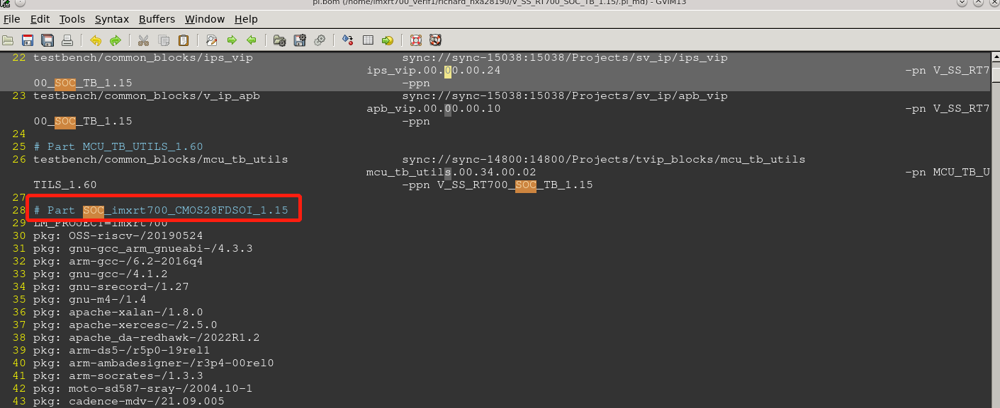 pi.bom (/home/imxrt700_verif1/richard_nxa28190/V_SS_RT700_SOC_TB_1.15/.pi_md) - GVIM13
File Edit Tools Syntax Buffers Window Help
22 testbench/common_blocks/ips_vip sync://sync-15038:15038/Projects/sv_ip/ips_vip
ips_vip.00.00.00.24 -pn V_SS_RT7
00_SOC_TB_1.15 -ppn
23 testbench/common_blocks/v_ip_apb sync://sync-15038:15038/Projects/sv_ip/apb_vip
apb_vip.00.00.00.10 -pn V_SS_RT7
00_SOC_TB_1.15 -ppn
24
25 # Part MCU_TB_UTILS_1.60
26 testbench/common_blocks/mcu_tb_utils sync://sync-14800:14800/Projects/tvip_blocks/mcu_tb_utils
mcu_tb_utils.00.34.00.02 -pn MCU_TB_U
TILS_1.60 -ppn V_SS_RT700_SOC_TB_1.15
27
28 # Part SOC_imxrt700_CMOS28FDSOI_1.15
29 LM_PROJECT=imxrt700
30 pkg: OSS-riscv-/20190524
31 pkg: gnu-gcc_arm_gnueabi-/4.3.3
32 pkg: arm-gcc-/6.2-2016q4
33 pkg: gnu-gcc-/4.1.2
34 pkg: gnu-srecord-/1.27
35 pkg: gnu-m4-/1.4
36 pkg: apache-xalan-/1.8.0
37 pkg: apache-xercesc-/2.5.0
38 pkg: apache_da-redhawk-/2022R1.2
39 pkg: arm-ds5-/r5p0-19rel1
40 pkg: arm-ambadesigner-/r3p4-00rel0
41 pkg: arm-socrates-/1.3.3
42 pkg: moto-sd587-sray-/2004.10-1
43 pkg: cadence-mdv-/21.09.005